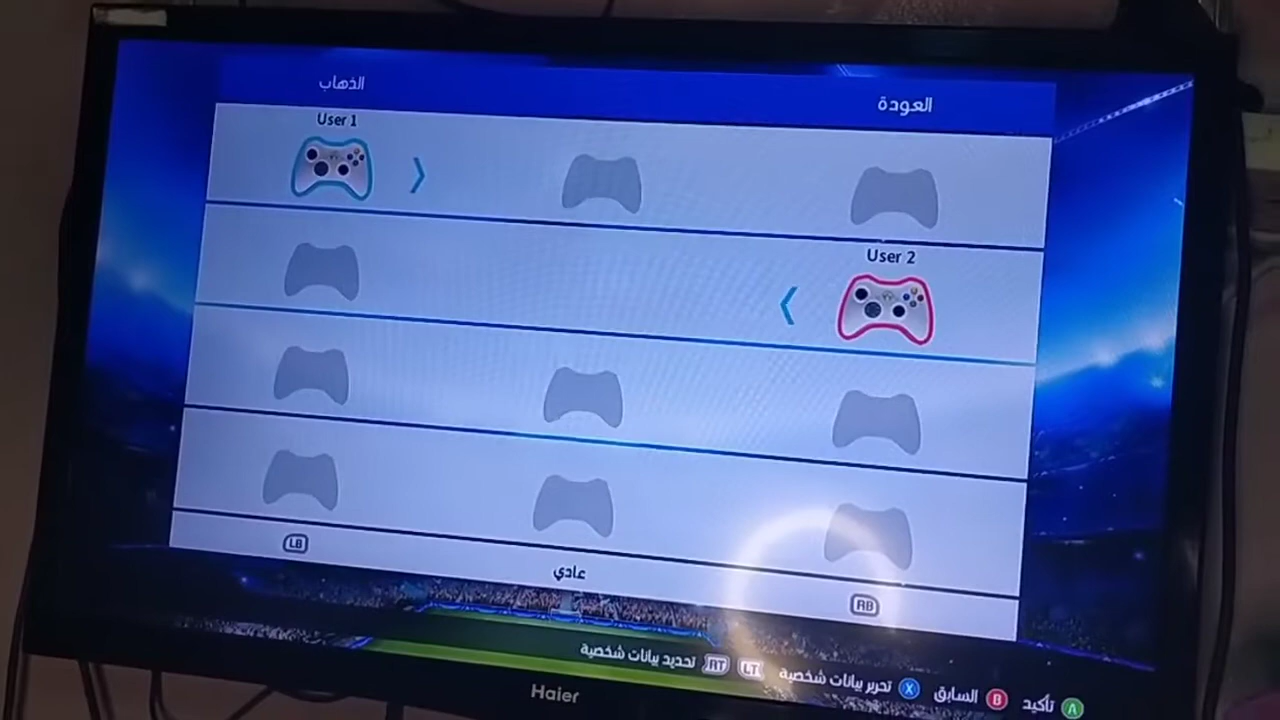 الذهاب
العودة
User 1
User 2
LB
عادي
RB
تأكيد A السابق B تحرير بيانات شخصية X LT RT تحديد بيانات شخصية
Haier